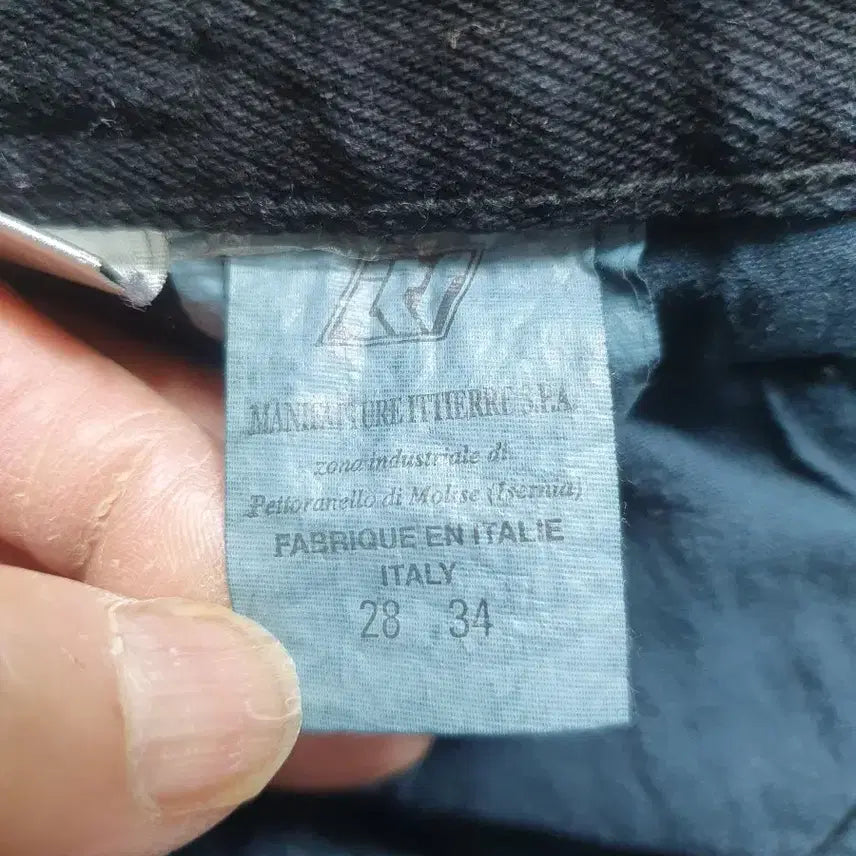 MANIFATTURE ITTIERRE S.P.A.
zona industriale di
Pettoranello di Molise (Isernia)
FABRIQUE EN ITALIE
ITALY
28 34